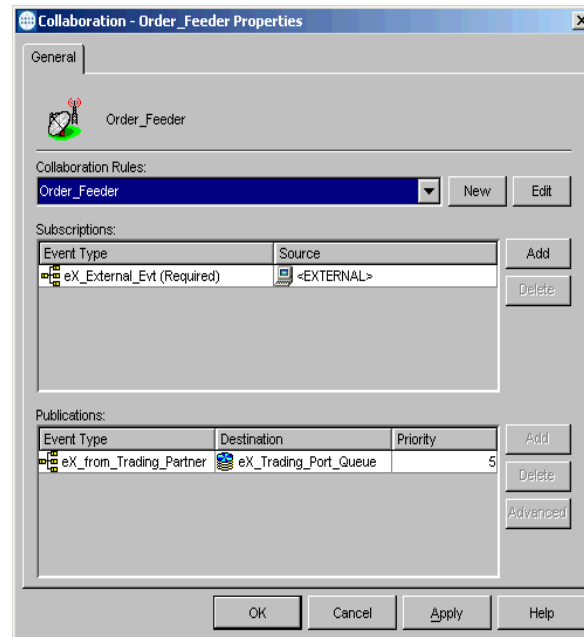 Collaboration - Order_Feeder Properties
General
Order_Feeder
Collaboration Rules:
Order_Feeder New Edit
Subscriptions:
Event Type Source Add
eX_External_Evt (Required) <EXTERNAL>
Delete
Publications:
Event Type Destination Priority Add
eX_from_Trading_Partner eX_Trading_Port_Queue 5
Delete
Advanced
OK Cancel Apply Help